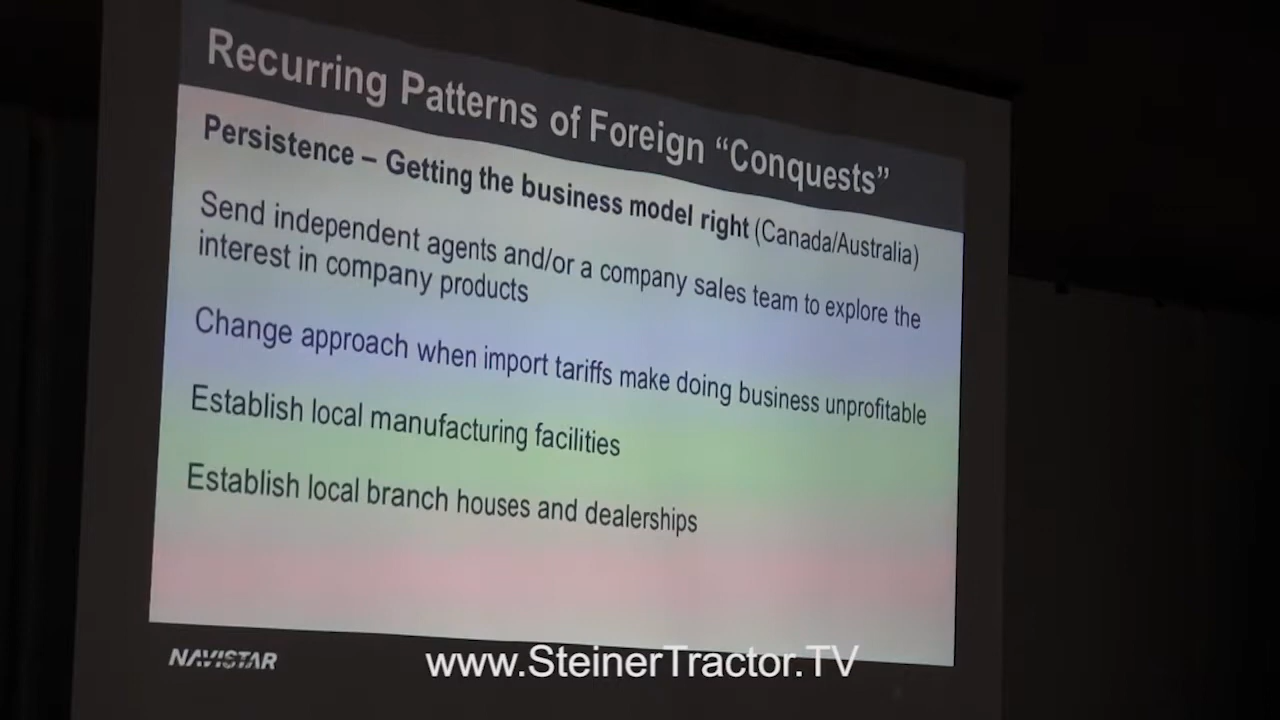 Recurring Patterns of Foreign “Conquests”
Persistence – Getting the business model right (Canada/Australia)
Send independent agents and/or a company sales team to explore the
interest in company products
Change approach when import tariffs make doing business unprofitable
Establish local manufacturing facilities
Establish local branch houses and dealerships
NAVISTAR
www.SteinerTractor.TV